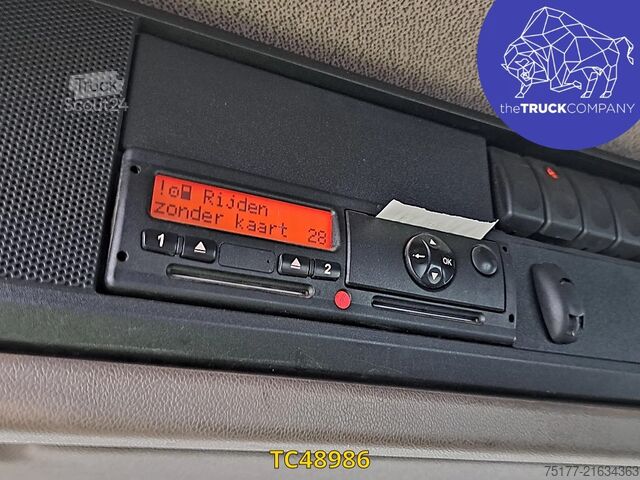 theTRUCKCOMPANY
Truck
Scout24
!⊙■ Rijden
zonder kaart 28
1 2
OK
TC48986
75177-21634363